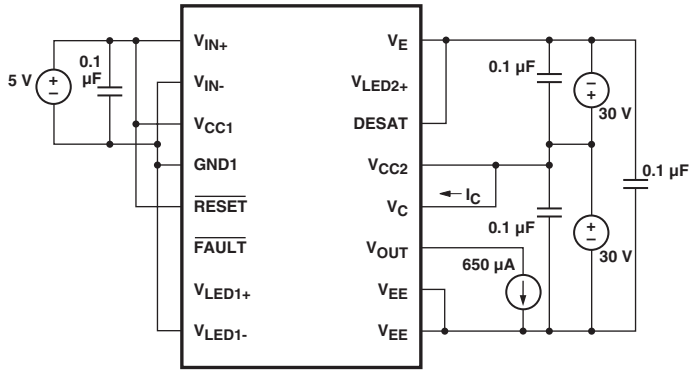 5 V
+
−
0.1
µF
V_IN+
V_IN-
V_CC1
GND1
RESET
FAULT
V_LED1+
V_LED1-
V_E
V_LED2+
DESAT
V_CC2
V_C
V_OUT
V_EE
V_EE
I_C
650 µA
0.1 µF
−
+
30 V
0.1 µF
0.1 µF
+
−
30 V